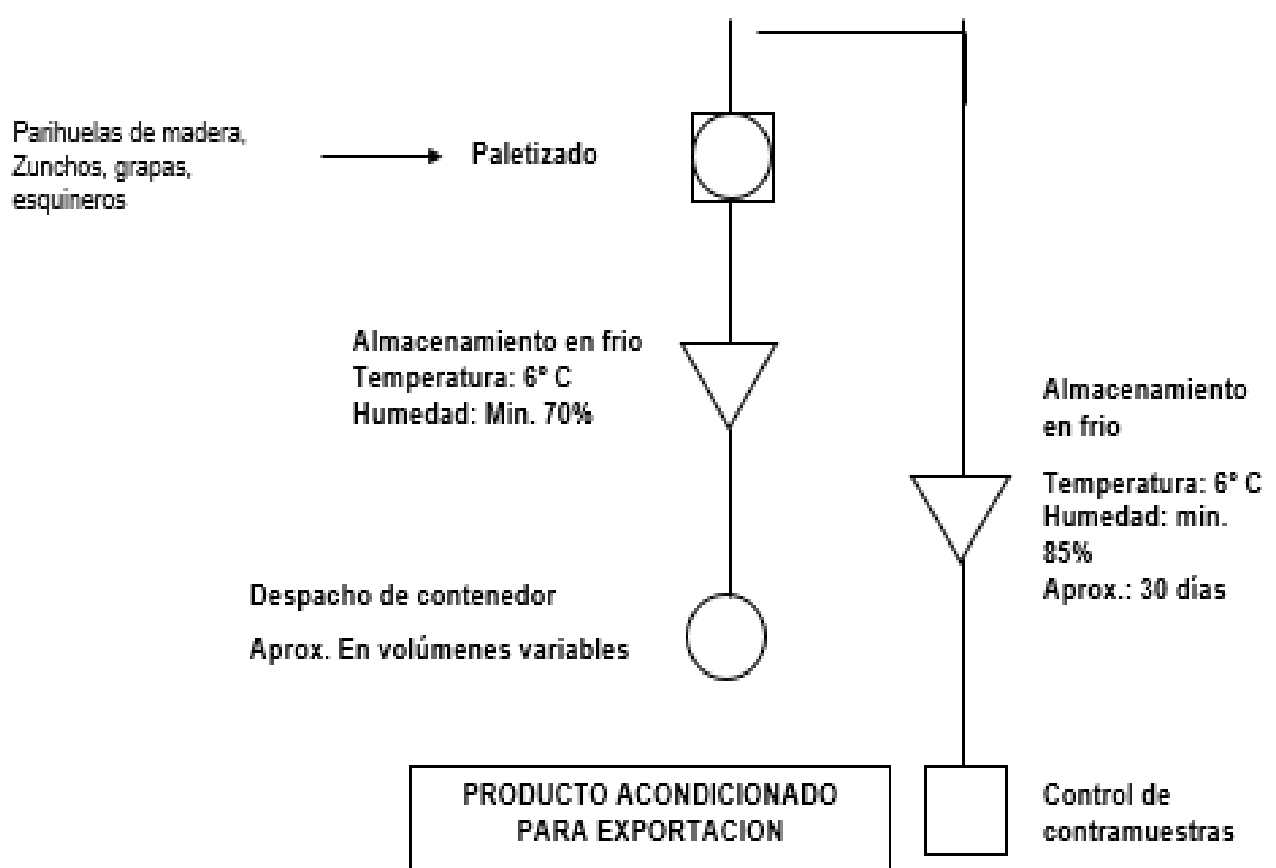 Parihuelas de madera,
Zunchos, grapas,
esquineros
Paletizado
Almacenamiento en frio
Temperatura: 6º C
Humedad: Min. 70%
Almacenamiento
en frio
Temperatura: 6º C
Humedad: min.
85%
Aprox.: 30 días
Despacho de contenedor
Aprox. En volúmenes variables
PRODUCTO ACONDICIONADO
PARA EXPORTACION
Control de
contramuestras